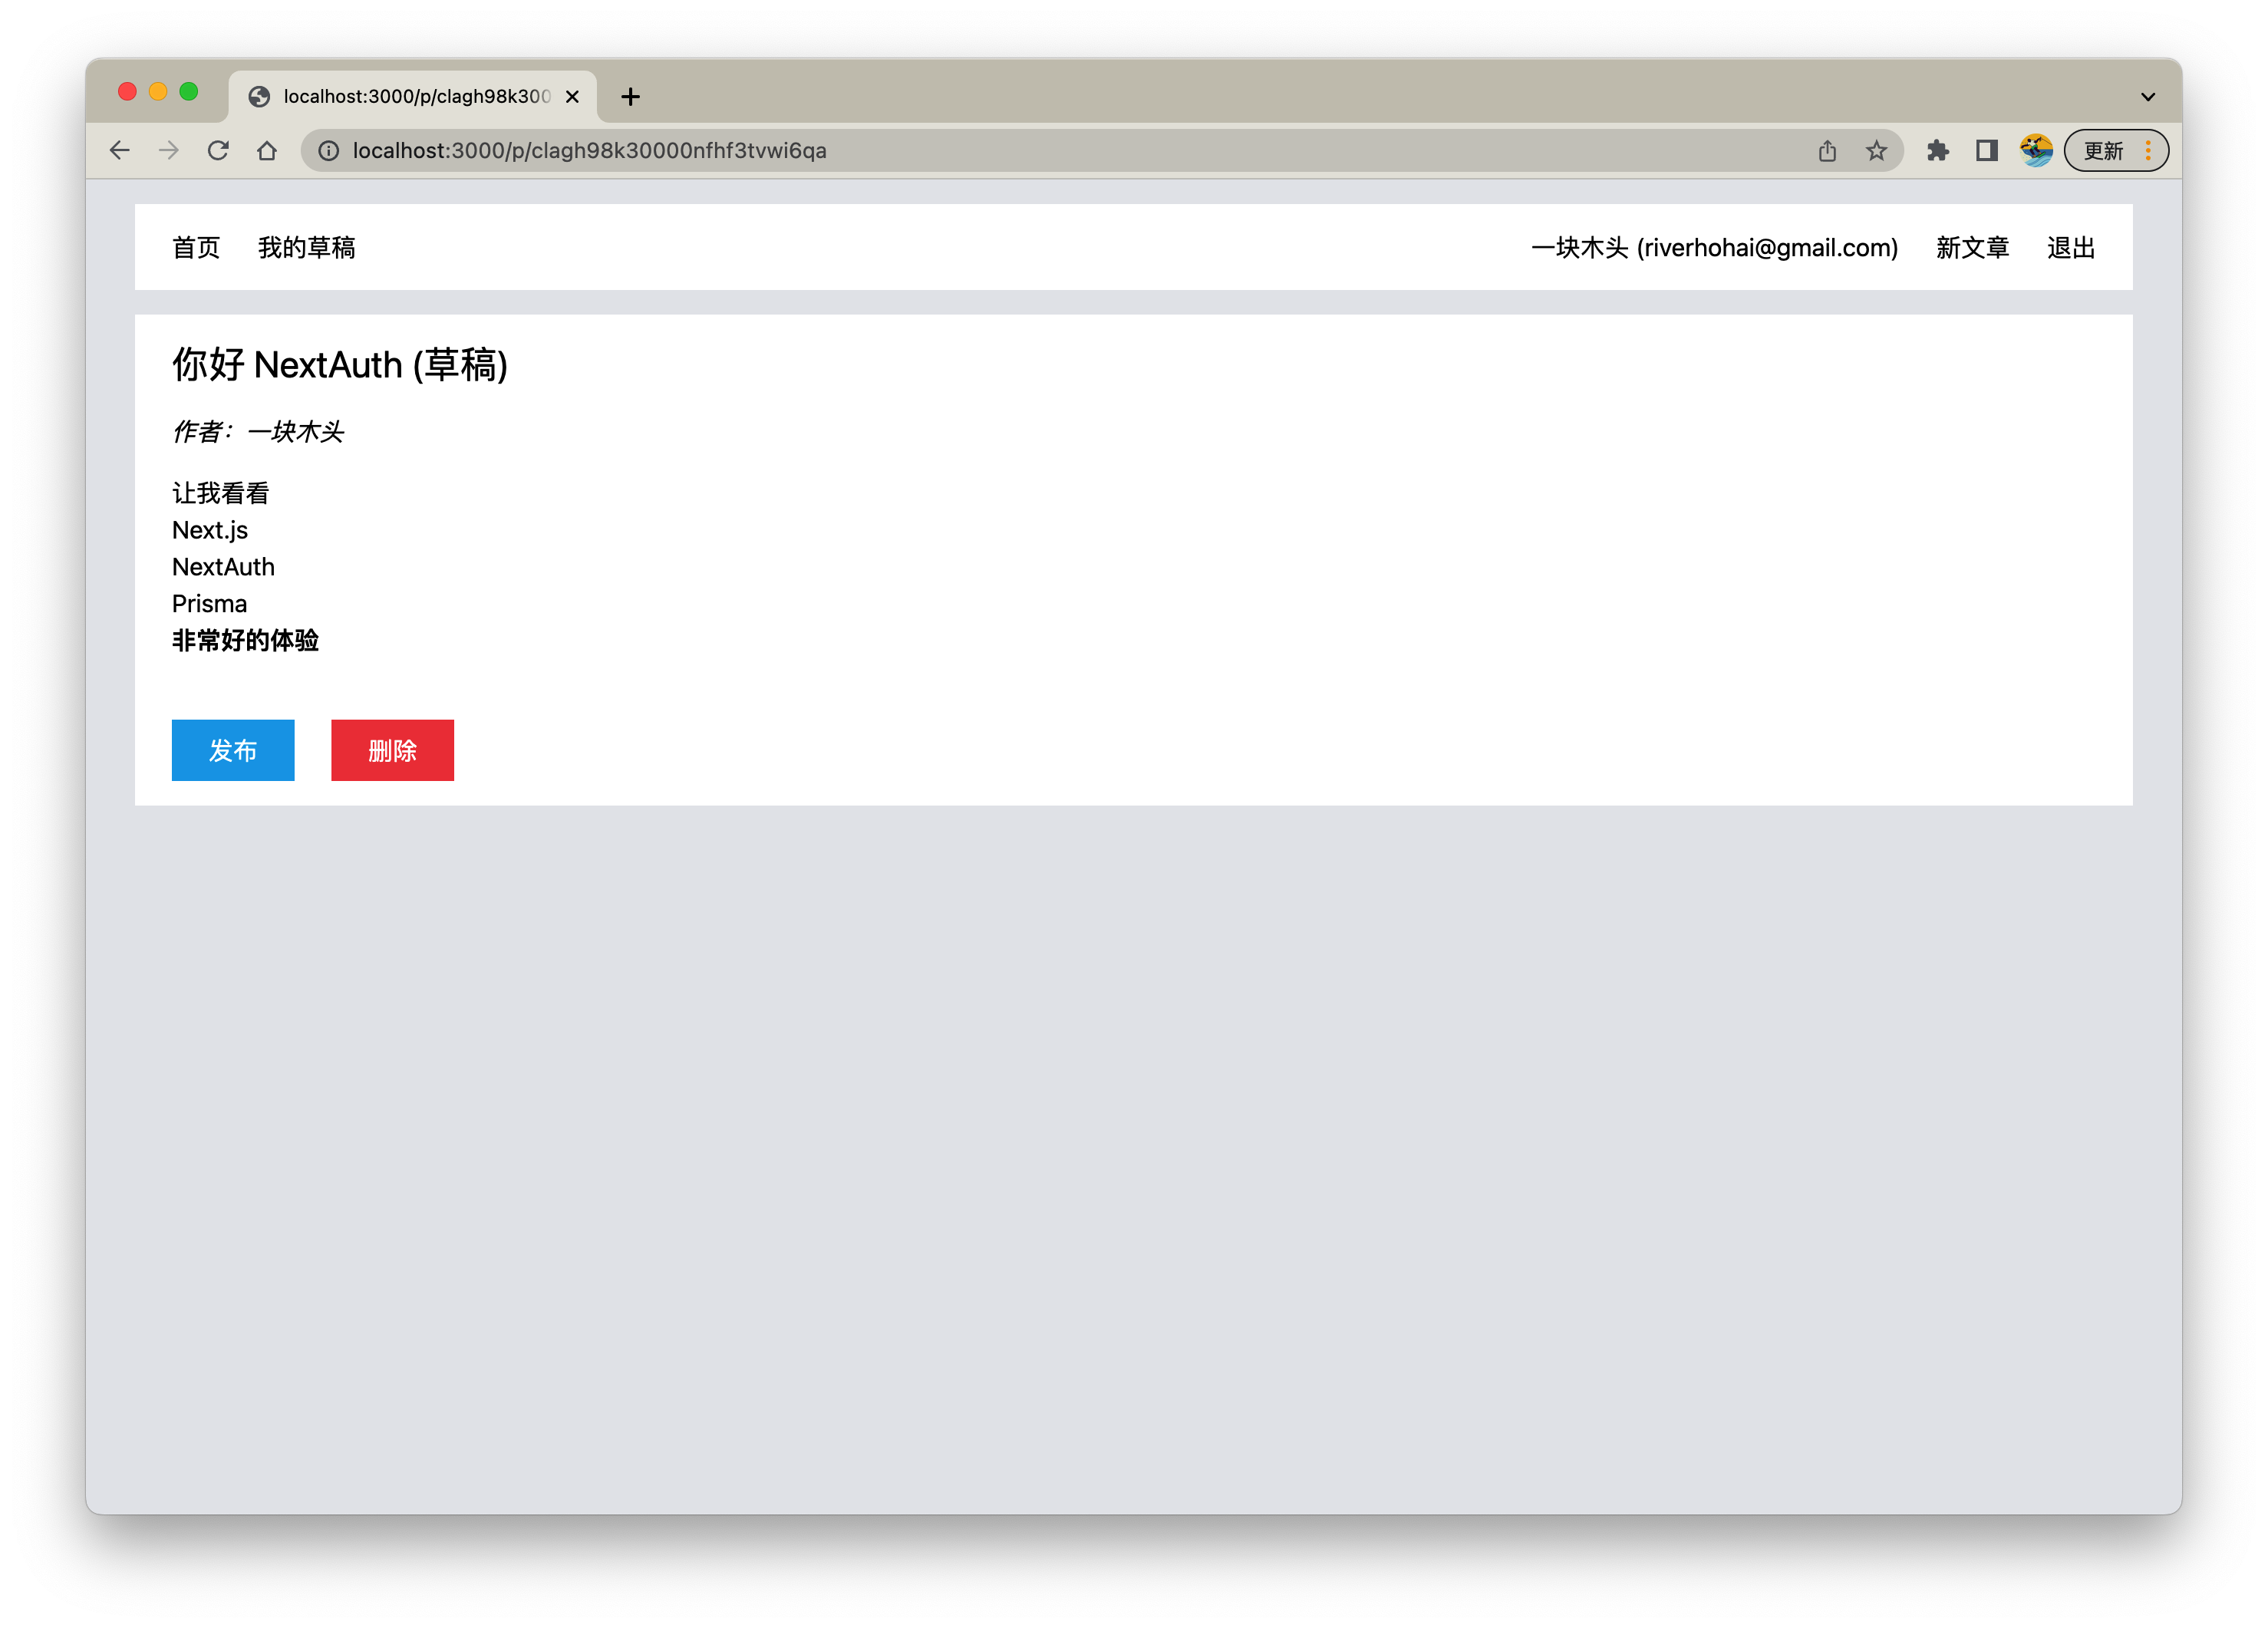 localhost:3000/p/clagh98k300
localhost:3000/p/clagh98k30000nfhf3tvwi6qa
更新
首页 我的草稿 一块木头 (riverhohai@gmail.com) 新文章 退出
你好 NextAuth (草稿)
作者：一块木头
让我看看
Next.js
NextAuth
Prisma
非常好的体验
发布 删除